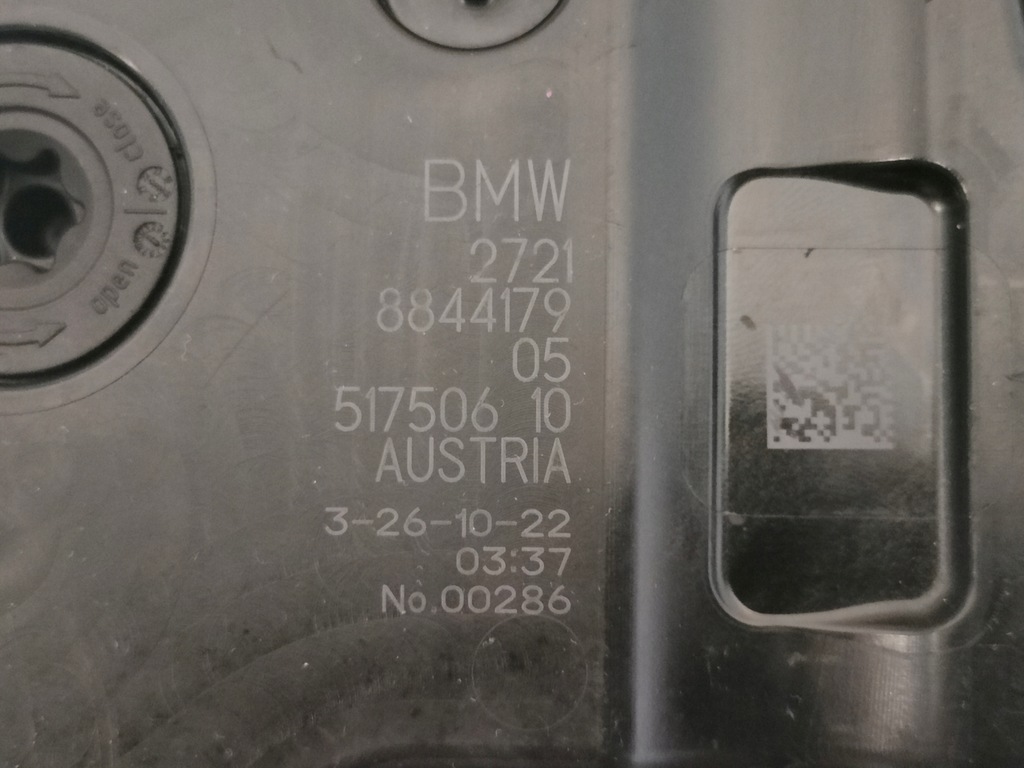 close
open
BMW
2721
8844179
05
517506 10
AUSTRIA
3-26-10-22
03:37
No.00286